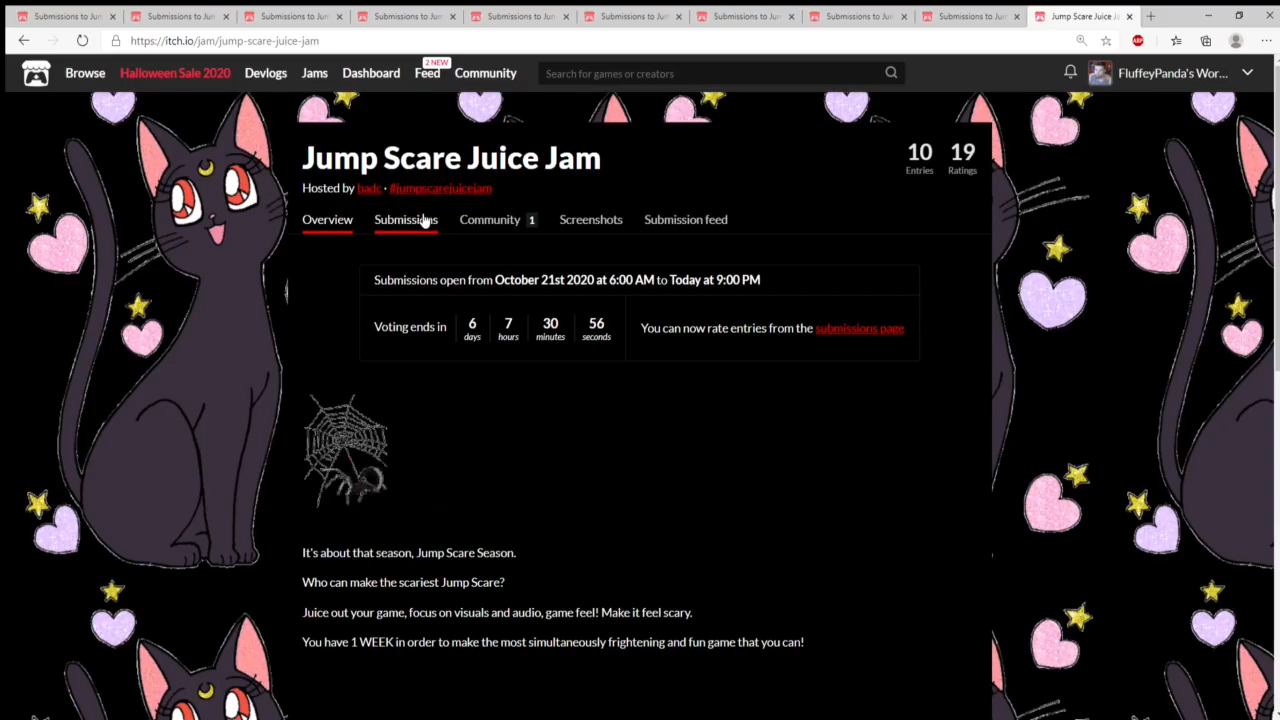 Submissions to Jun
Submissions to Jun
Submissions to Jun
Submissions to Jun
Submissions to Jun
Submissions to Jun
Submissions to Jun
Submissions to Jun
Submissions to Jun
Jump Scare Juice Ja
https://itch.io/jam/jump-scare-juice-jam
ABP
Browse
Halloween Sale 2020
Devlogs
Jams
Dashboard
Feed
2 NEW
Community
Search for games or creators
FluffeyPanda's Wor...
Jump Scare Juice Jam
10
Entries
19
Ratings
Hosted by badc · #jumpscarejuicejam
Overview
Submissions
Community 1
Screenshots
Submission feed
Submissions open from October 21st 2020 at 6:00 AM to Today at 9:00 PM
Voting ends in
6
days
7
hours
30
minutes
56
seconds
You can now rate entries from the submissions page
It's about that season, Jump Scare Season.
Who can make the scariest Jump Scare?
Juice out your game, focus on visuals and audio, game feel! Make it feel scary.
You have 1 WEEK in order to make the most simultaneously frightening and fun game that you can!